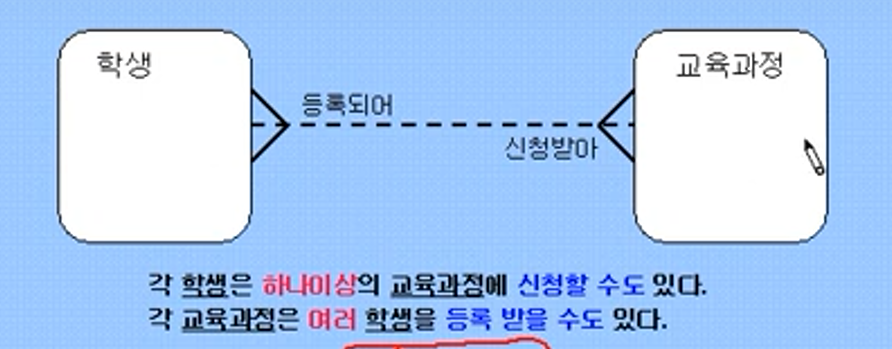 학생
교육과정
등록되어
신청받아
각 학생은 하나이상의 교육과정에 신청할 수도 있다.
각 교육과정은 여러 학생을 등록 받을 수도 있다.